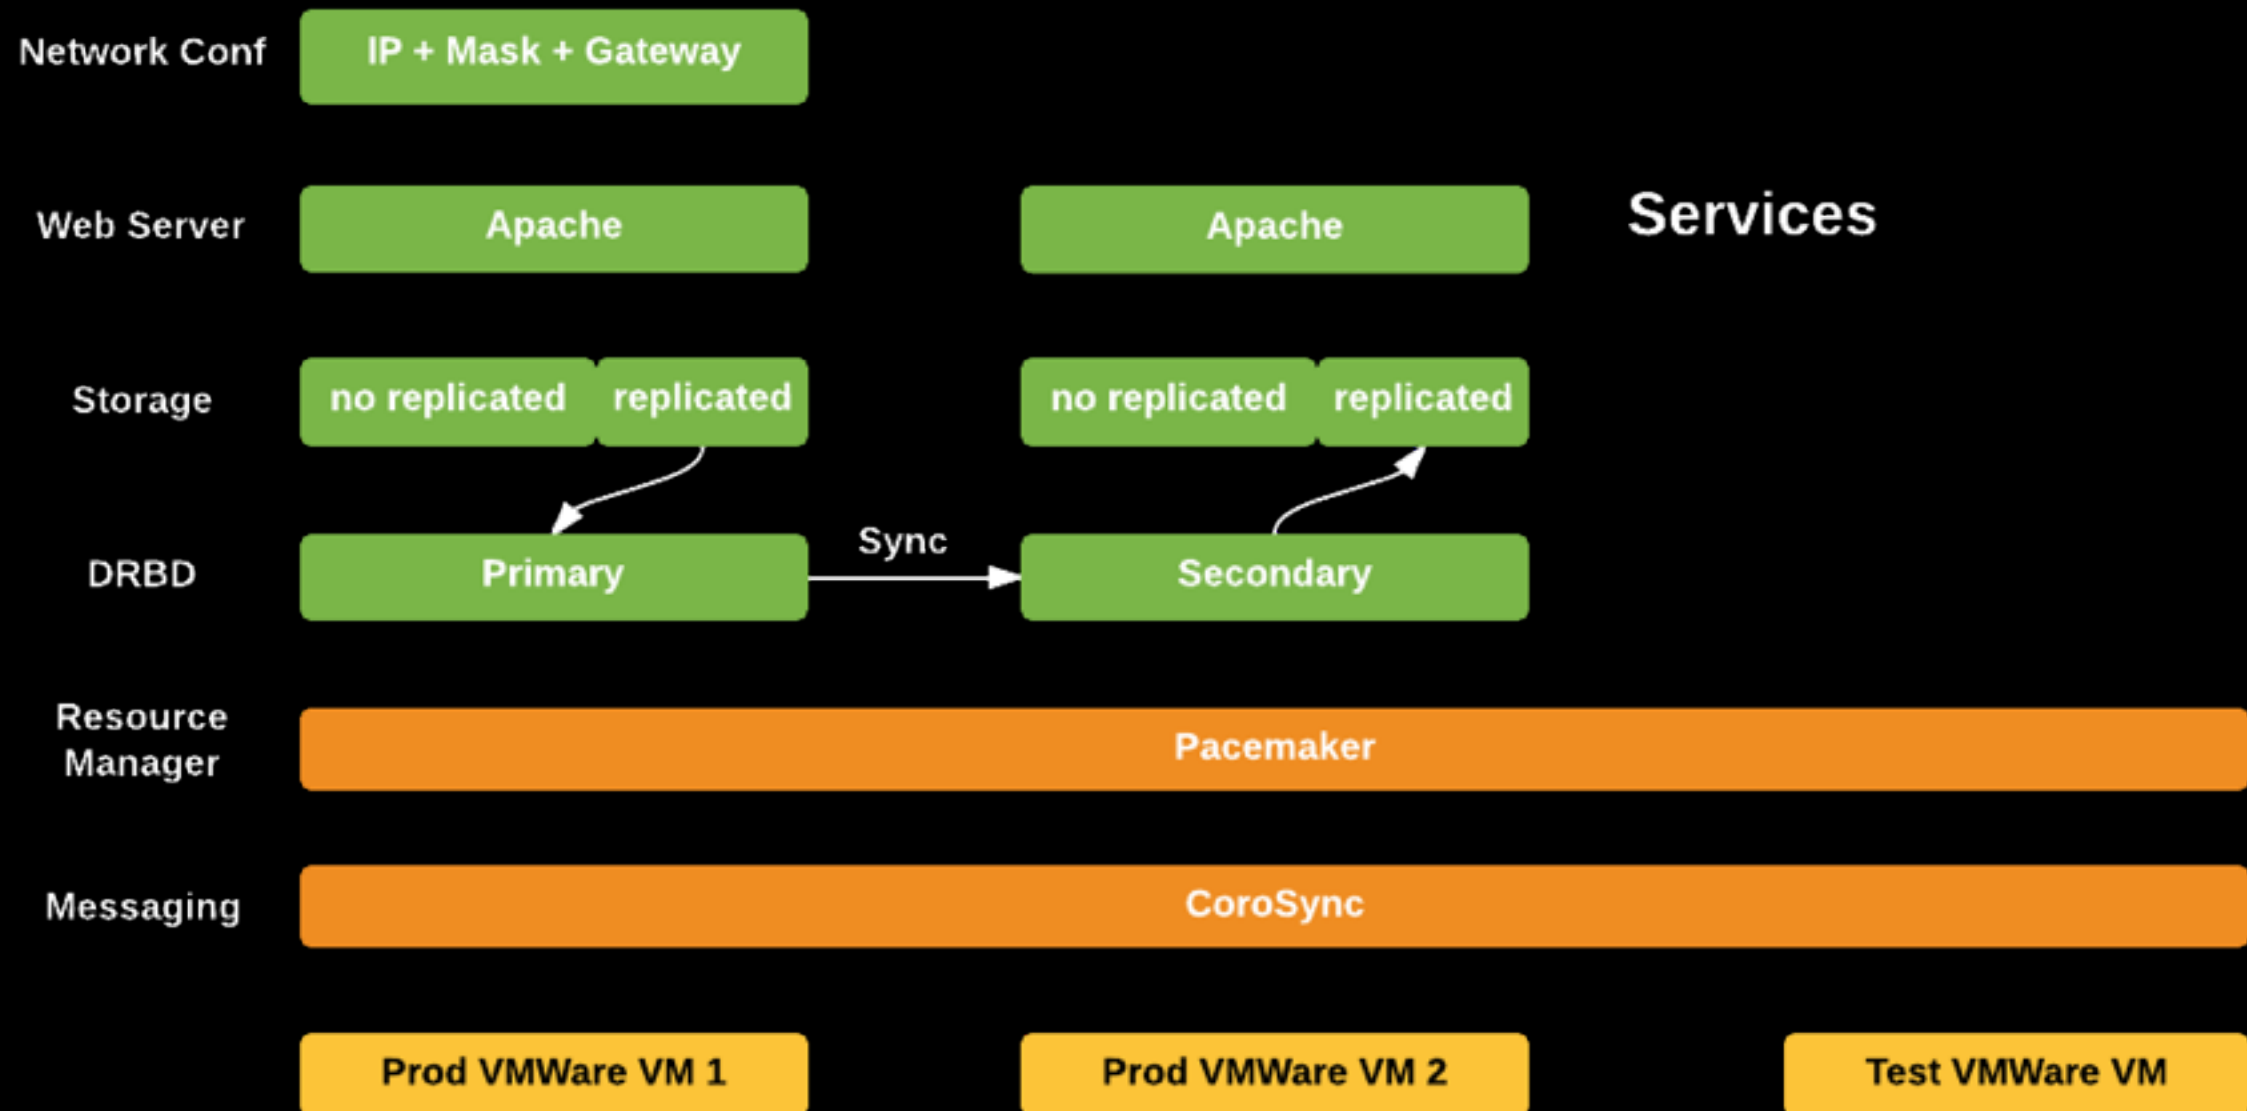 Network Conf
IP + Mask + Gateway
Web Server
Apache
Apache
Services
Storage
no replicated
replicated
no replicated
replicated
Sync
DRBD
Primary
Secondary
Resource
Manager
Pacemaker
Messaging
CoroSync
Prod VMWare VM 1
Prod VMWare VM 2
Test VMWare VM